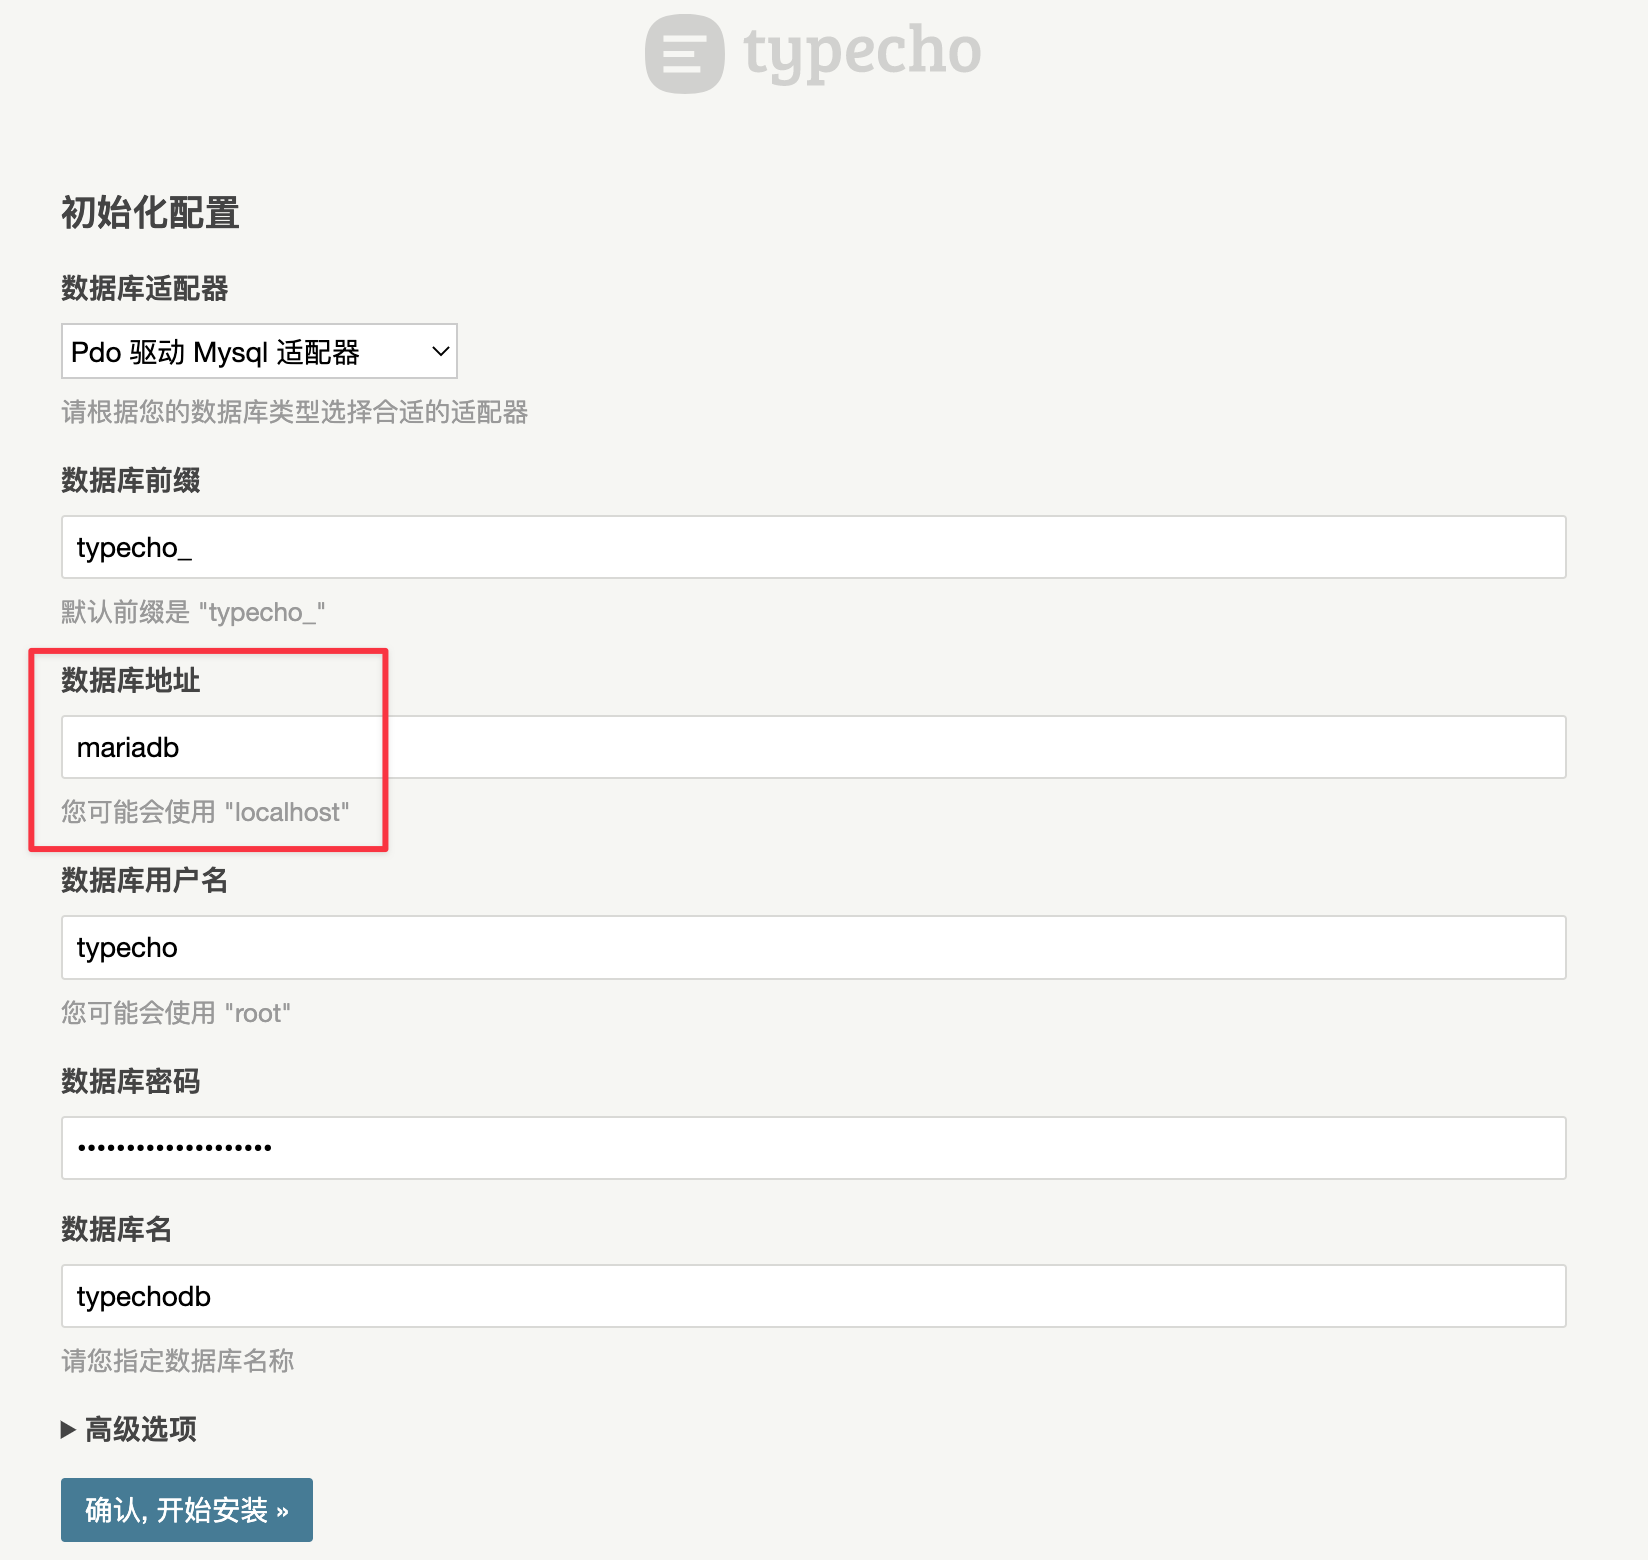 typecho
初始化配置
数据库适配器
Pdo 驱动 Mysql 适配器
请根据您的数据库类型选择合适的适配器
数据库前缀
typecho_
默认前缀是 "typecho_"
数据库地址
mariadb
您可能会使用 "localhost"
数据库用户名
typecho
您可能会使用 "root"
数据库密码
••••••••••••••••••••
数据库名
typechodb
请您指定数据库名称
▶ 高级选项
确认, 开始安装 »